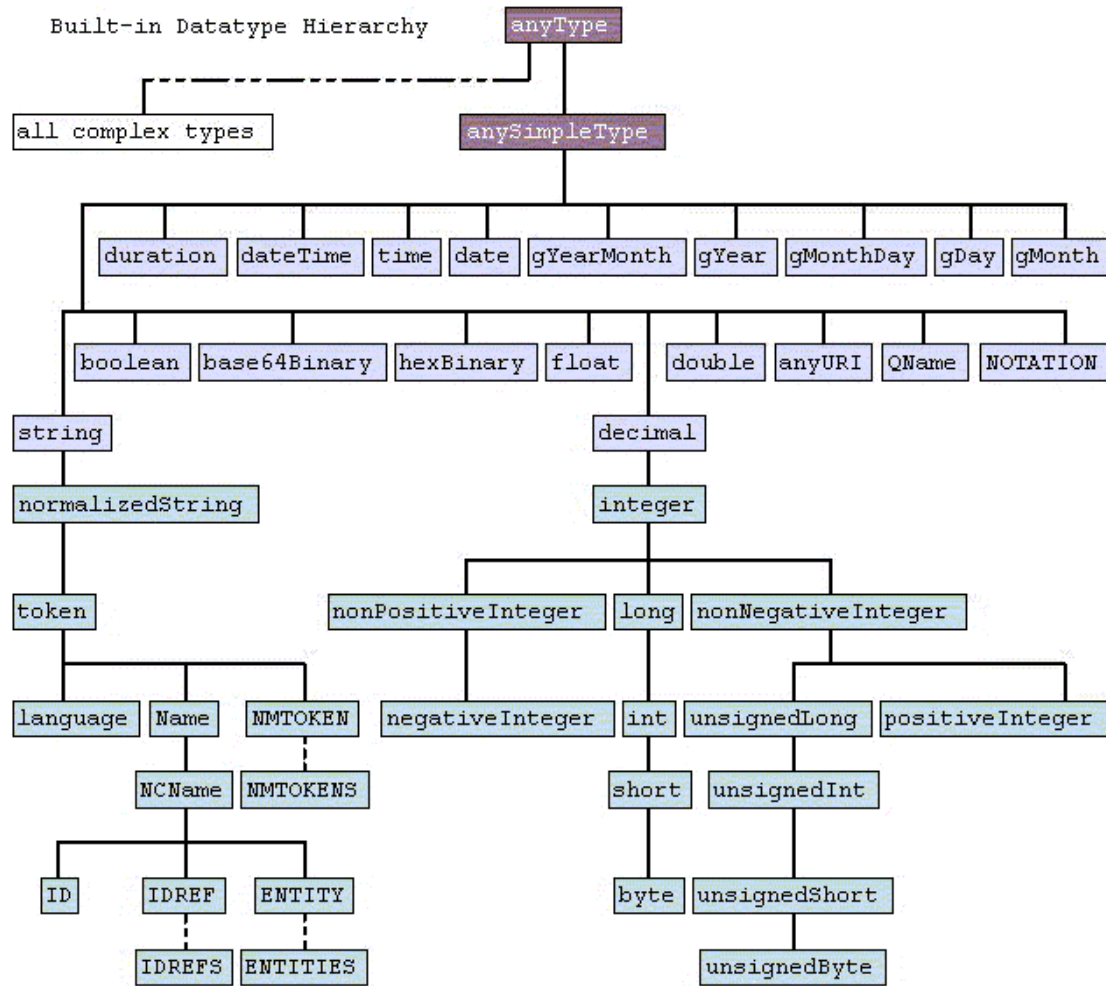 Built-in Datatype Hierarchy anyType
all complex types anySimpleType
duration dateTime time date gYearMonth gYear gMonthDay gDay gMonth
boolean base64Binary hexBinary float double anyURI QName NOTATION
string decimal
normalizedString integer
token nonPositiveInteger long nonNegativeInteger
language Name NMTOKEN negativeInteger int unsignedLong positiveInteger
NCName NMTOKENS short unsignedInt
ID IDREF ENTITY byte unsignedShort
IDREFS ENTITIES unsignedByte